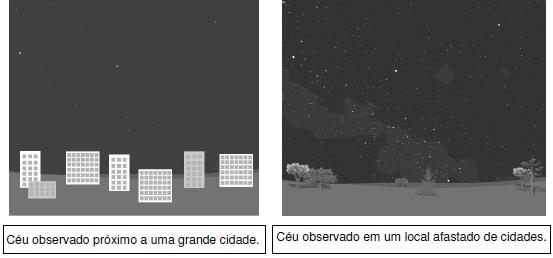 Céu observado próximo a uma grande cidade.
Céu observado em um local afastado de cidades.